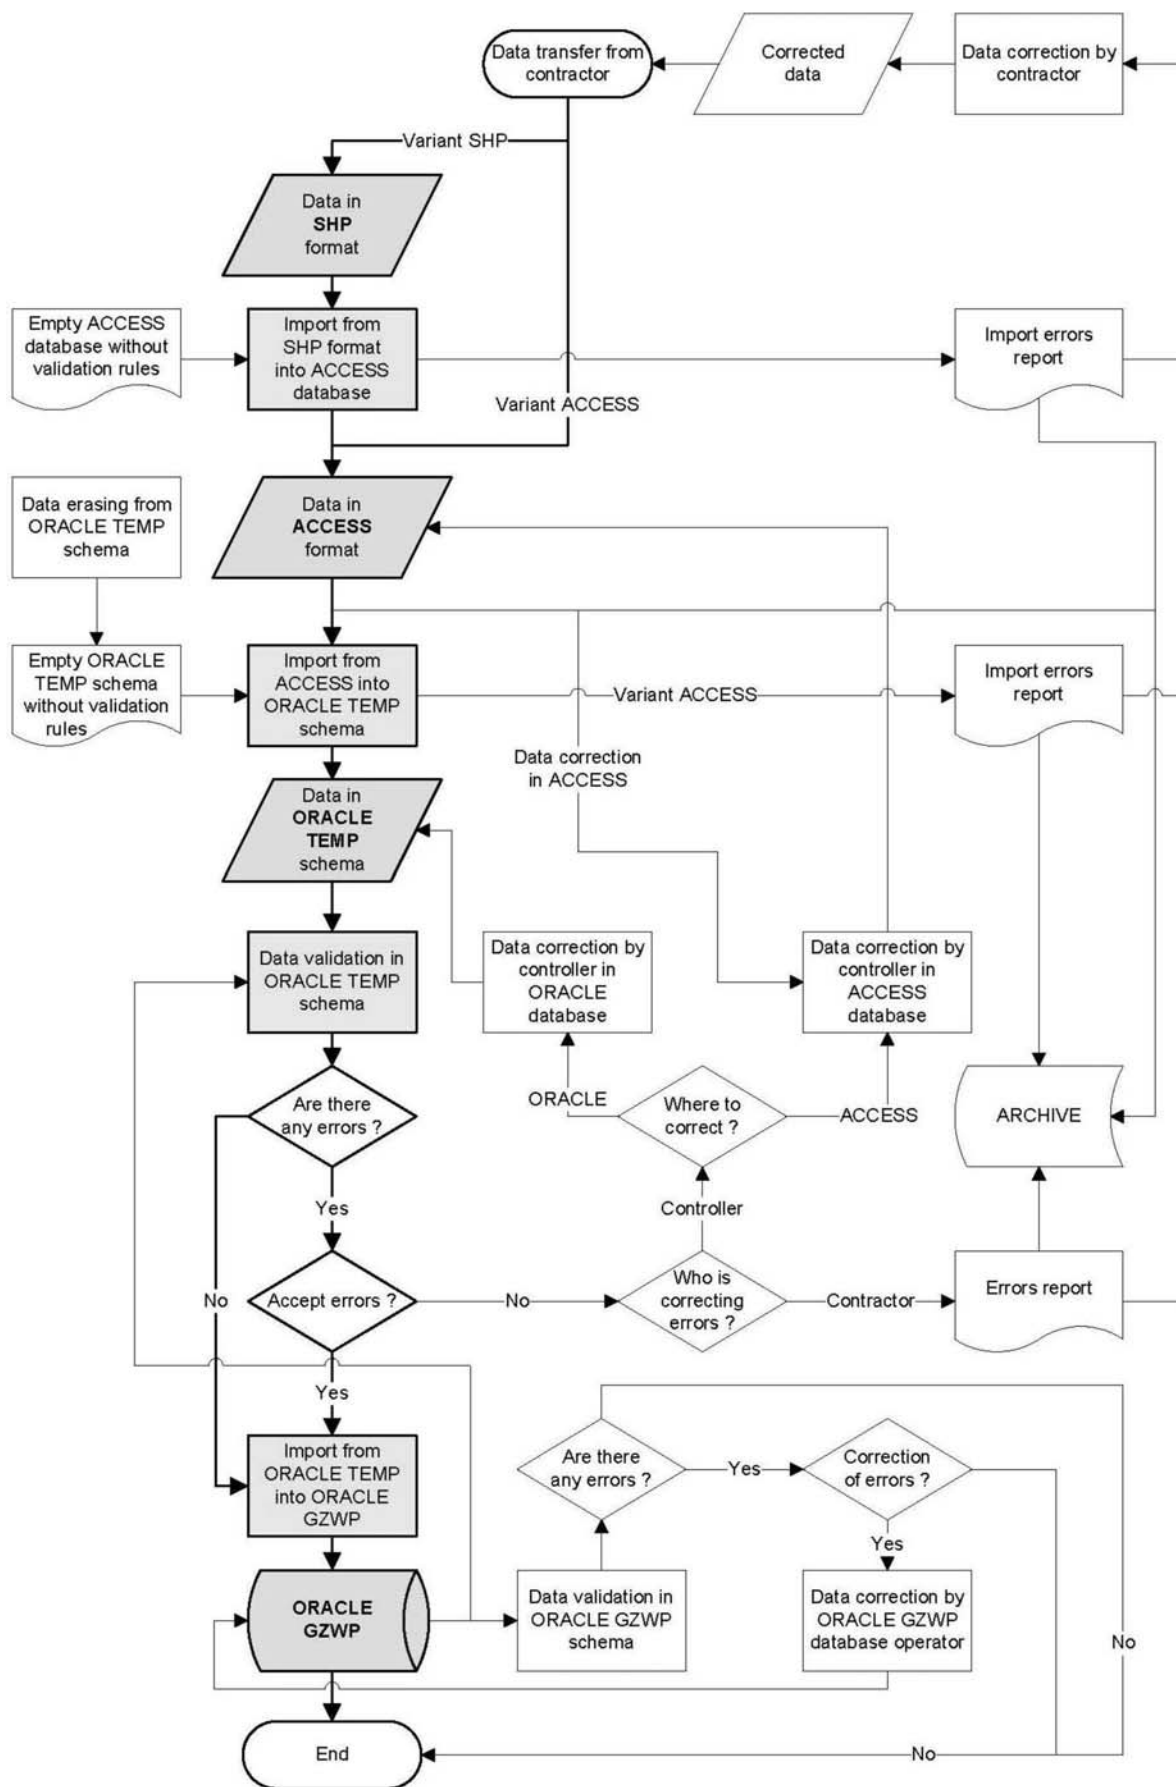 Data transfer from
contractor
Corrected
data
Data correction by
contractor
Variant SHP
Data in
SHP
format
Empty ACCESS
database without
validation rules
Import from
SHP format
into ACCESS
database
Import errors
report
Variant ACCESS
Data erasing from
ORACLE TEMP
schema
Data in
ACCESS
format
Empty ORACLE
TEMP schema
without validation
rules
Import from
ACCESS into
ORACLE TEMP
schema
Variant ACCESS
Import errors
report
Data correction
in ACCESS
Data in
ORACLE
TEMP
schema
Data validation in
ORACLE TEMP
schema
Data correction by
controller in
ORACLE
database
Data correction by
controller in
ACCESS
database
Are there
any errors ?
ORACLE
Where to
correct ?
ACCESS
ARCHIVE
Yes
Controller
No
Accept errors ?
No
Who is
correcting
errors ?
Contractor
Errors report
Yes
Import from
ORACLE TEMP
into ORACLE
GZWP
Are there
any errors ?
Yes
Correction
of errors ?
Yes
ORACLE
GZWP
Data validation in
ORACLE GZWP
schema
Data correction by
ORACLE GZWP
database operator
No
End
No